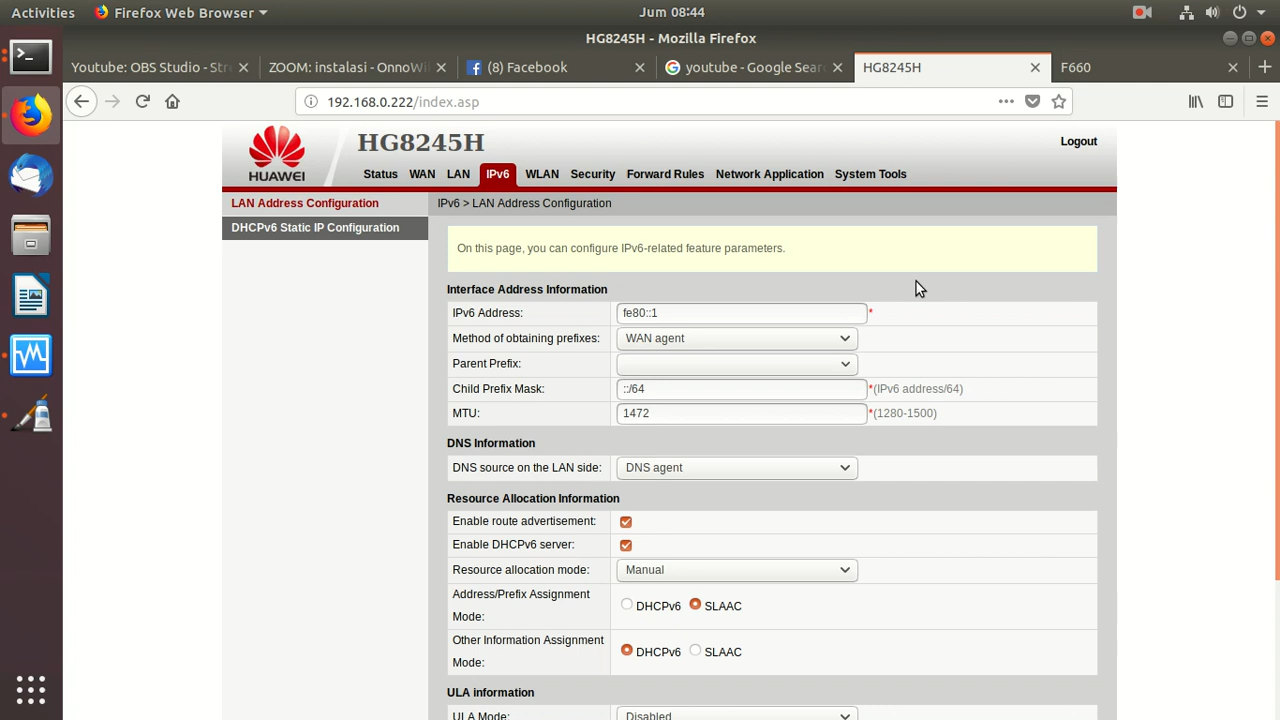 Activities Firefox Web Browser Jum 08:44
HG8245H - Mozilla Firefox
Youtube: OBS Studio - Stre ZOOM: instalasi - OnnoWi (8) Facebook youtube - Google Sear HG8245H F660
192.168.0.222/index.asp
HUAWEI
HG8245H
Logout
Status WAN LAN IPv6 WLAN Security Forward Rules Network Application System Tools
LAN Address Configuration
DHCPv6 Static IP Configuration
IPv6 > LAN Address Configuration
On this page, you can configure IPv6-related feature parameters.
Interface Address Information
IPv6 Address: fe80::1 *
Method of obtaining prefixes: WAN agent
Parent Prefix:
Child Prefix Mask: ::/64 *(IPv6 address/64)
MTU: 1472 *(1280-1500)
DNS Information
DNS source on the LAN side: DNS agent
Resource Allocation Information
Enable route advertisement:
Enable DHCPv6 server:
Resource allocation mode: Manual
Address/Prefix Assignment
Mode: DHCPv6 SLAAC
Other Information Assignment
Mode: DHCPv6 SLAAC
ULA information
ULA Mode: Disabled